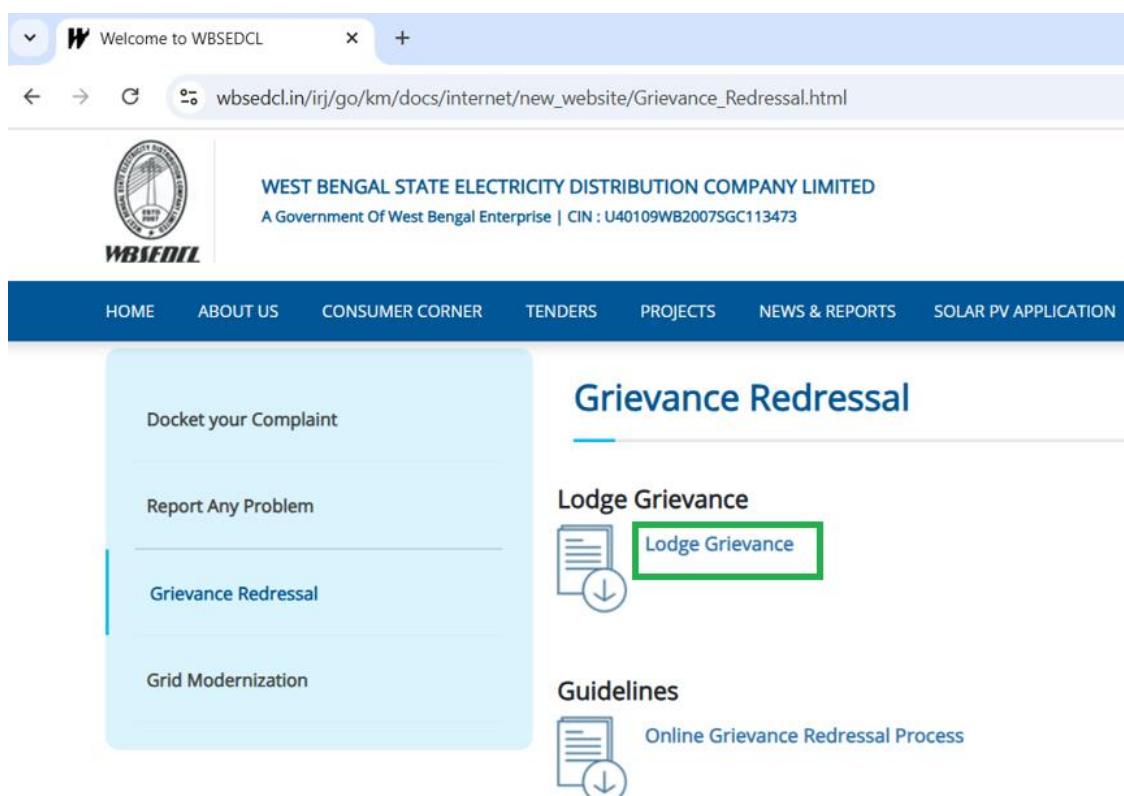 Welcome to WBSEDCL
wbsedcl.in/irj/go/km/docs/internet/new_website/Grievance_Redressal.html
WEST BENGAL STATE ELECTRICITY DISTRIBUTION COMPANY LIMITED
A Government Of West Bengal Enterprise | CIN : U40109WB2007SGC113473
WBSEDCL
HOME ABOUT US CONSUMER CORNER TENDERS PROJECTS NEWS & REPORTS SOLAR PV APPLICATION
Docket your Complaint
Report Any Problem
Grievance Redressal
Grid Modernization
Grievance Redressal
Lodge Grievance
Lodge Grievance
Guidelines
Online Grievance Redressal Process